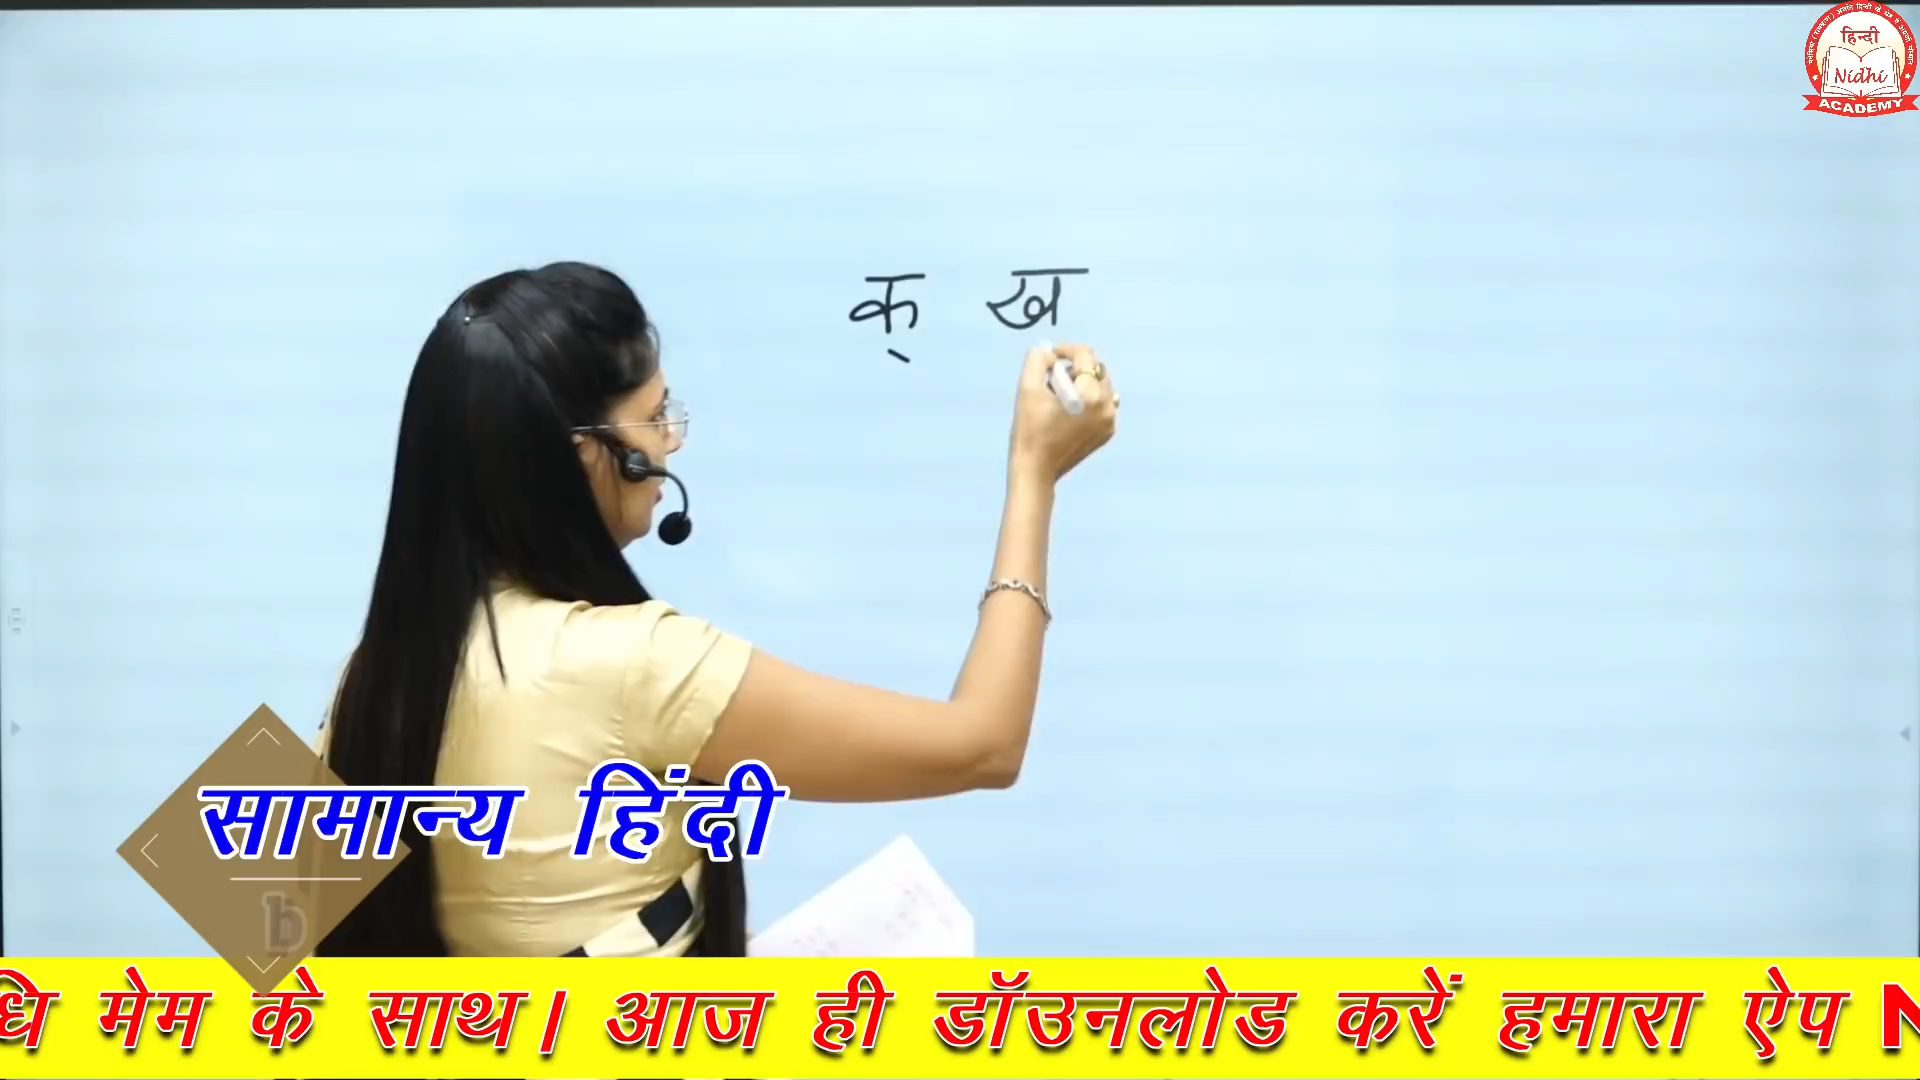 हिन्दी
Nidhi
ACADEMY
क् ख
सामान्य हिंदी
b
धि मेम के साथ। आज ही डॉउनलोड करें हमारा ऐप N